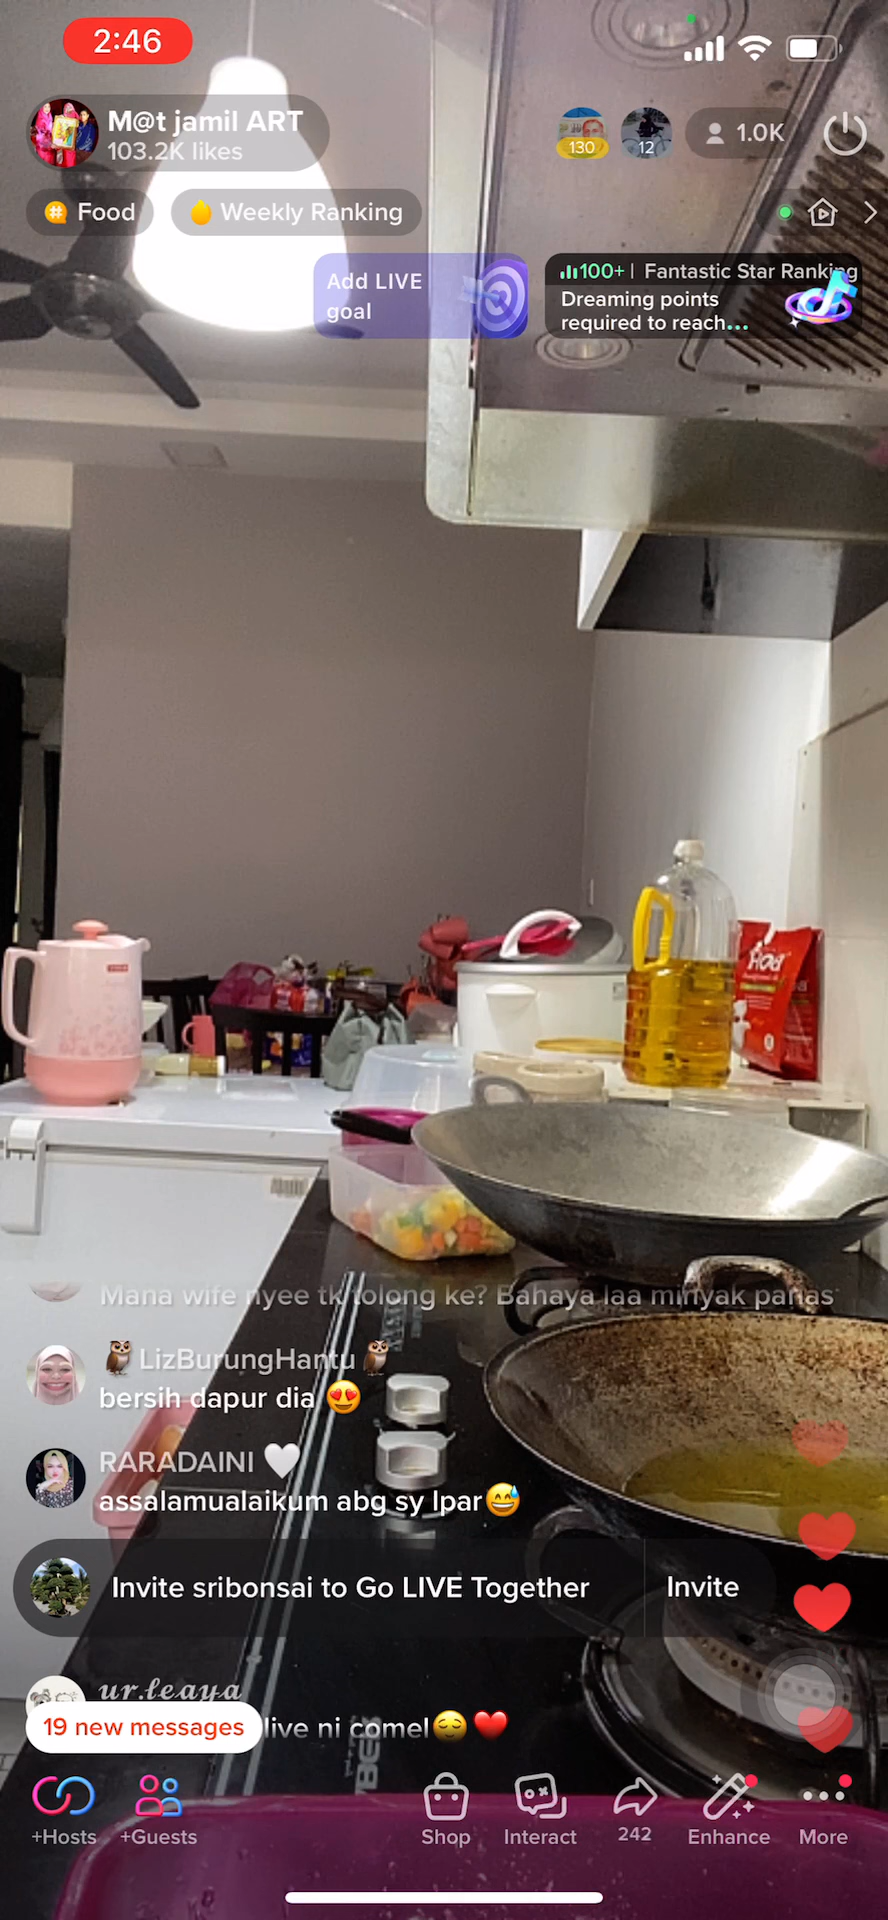 2:46
M@t jamil ART
103.2K likes
130
12
1.0K
Food
Weekly Ranking
Add LIVE
goal
100+ | Fantastic Star Ranking
Dreaming points
required to reach...
Mana wife nyee tk tolong ke? Bahaya laa minyak panas
🦉LizBurungHantu🦉
bersih dapur dia 😍
RARADAINI 🤍
assalamualaikum abg sy lpar😅
Invite sribonsai to Go LIVE Together
Invite
ur.leaya
19 new messages
live ni comel😌❤️
+Hosts
+Guests
Shop
Interact
242
Enhance
More